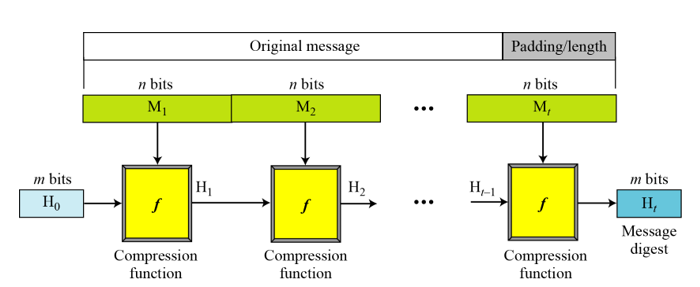 Original message
Padding/length
n bits
n bits
n bits
M₁
M₂
•••
Mₜ
m bits
H₀
f
H₁
f
H₂
•••
Hₜ₋₁
f
m bits
Hₜ
Compression
function
Compression
function
Compression
function
Message
digest